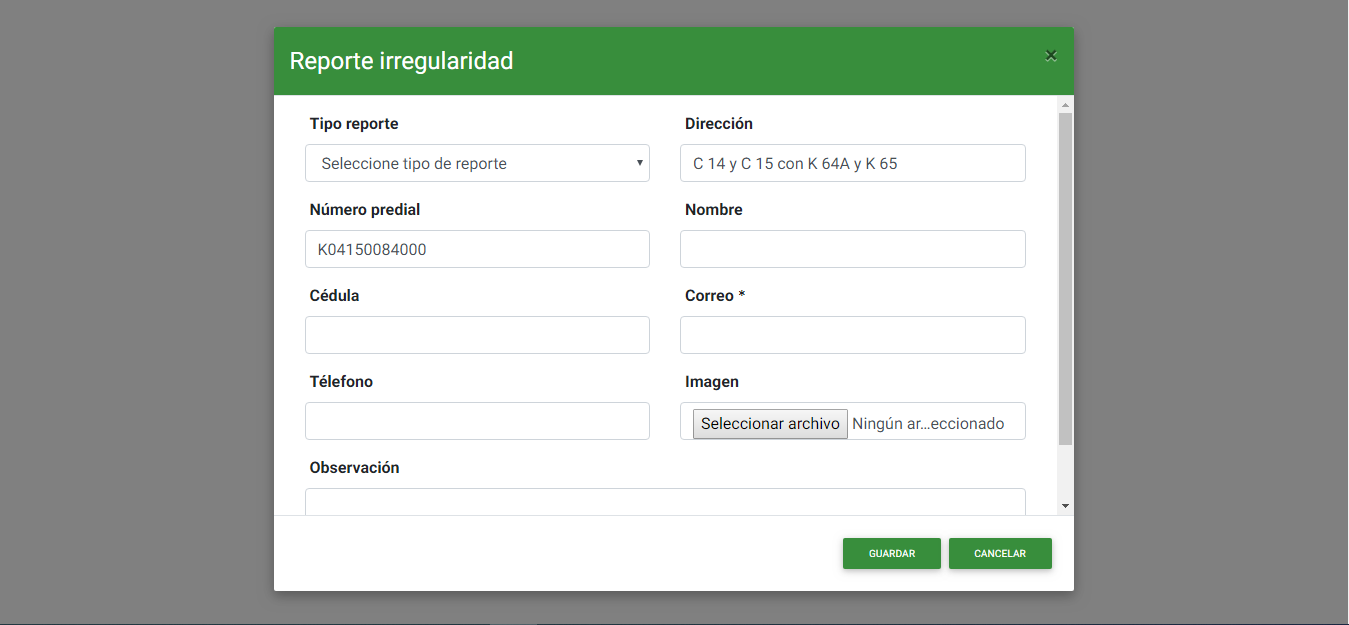 Reporte irregularidad
×
Tipo reporte
Dirección
Seleccione tipo de reporte
C 14 y C 15 con K 64A y K 65
Número predial
Nombre
K04150084000
Cédula
Correo *
Télefono
Imagen
Seleccionar archivo Ningún ar...eccionado
Observación
GUARDAR
CANCELAR